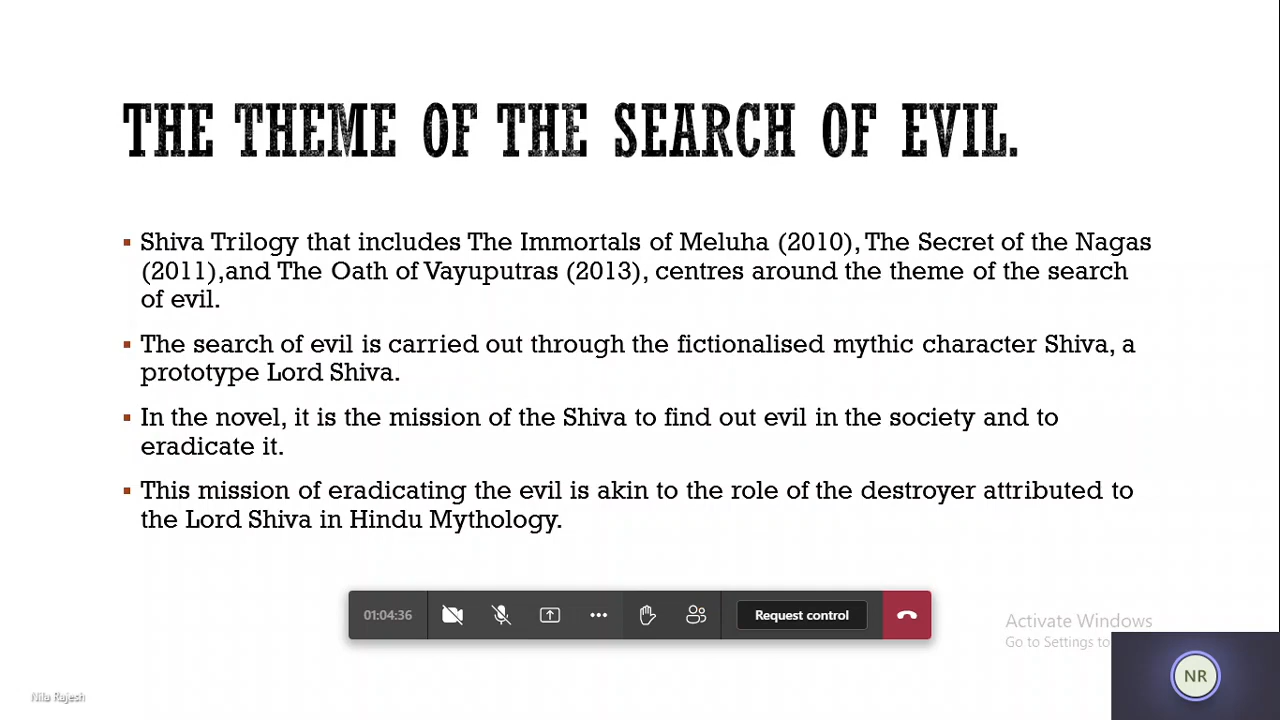 THE THEME OF THE SEARCH OF EVIL.
▪ Shiva Trilogy that includes The Immortals of Meluha (2010), The Secret of the Nagas
(2011),and The Oath of Vayuputras (2013), centres around the theme of the search
of evil.
▪ The search of evil is carried out through the fictionalised mythic character Shiva, a
prototype Lord Shiva.
▪ In the novel, it is the mission of the Shiva to find out evil in the society and to
eradicate it.
▪ This mission of eradicating the evil is akin to the role of the destroyer attributed to
the Lord Shiva in Hindu Mythology.
01:04:36
Request control
Activate Windows
Go to Settings to
NR
Nila Rajesh